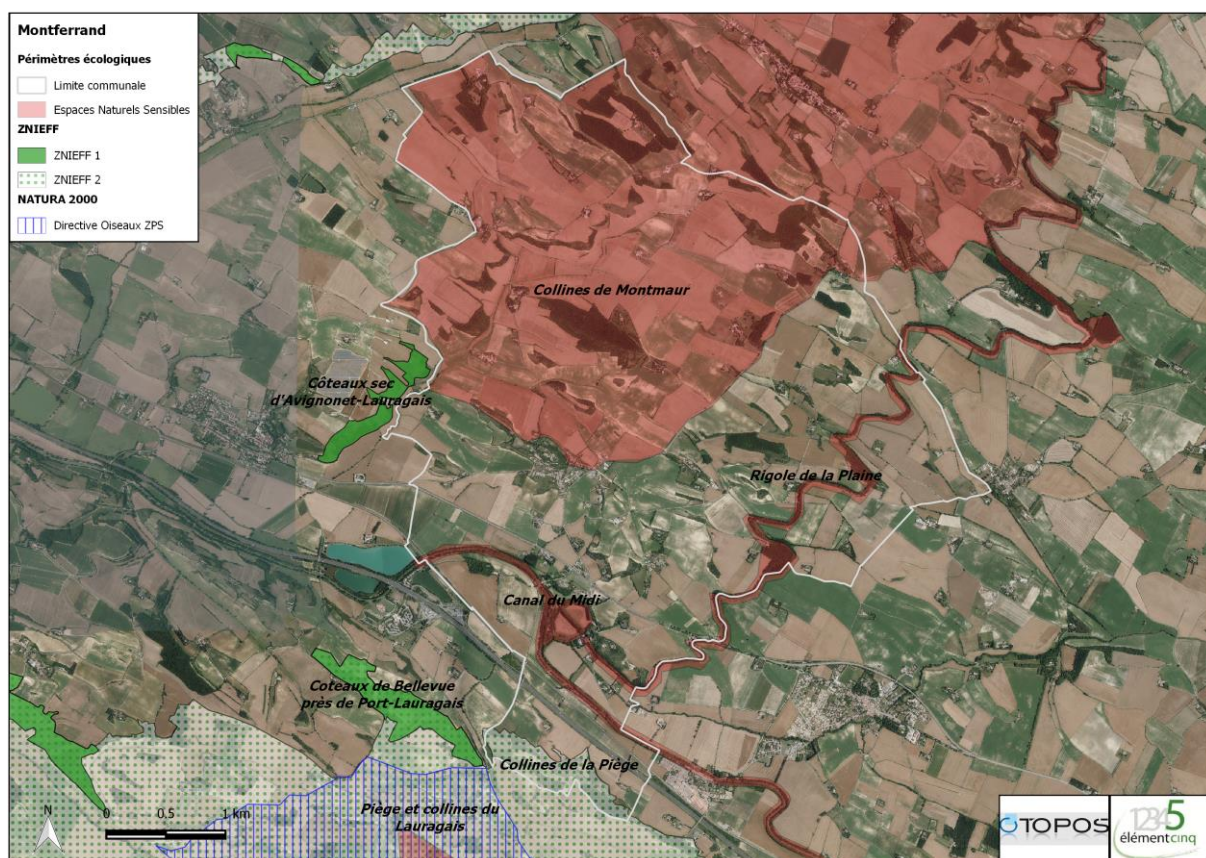 Montferrand
Périmètres écologiques
Limite communale
Espaces Naturels Sensibles
ZNIEFF
ZNIEFF 1
ZNIEFF 2
NATURA 2000
Directive Oiseaux ZPS
Collines de Montmaur
Côteaux sec
d'Avignonet-Lauragais
Rigole de la Plaine
Canal du Midi
Coteaux de Bellevue
près de Port-Lauragais
Collines de la Piège
Piège et collines du
Lauragais
N
0 0.5 1 km
TOPOS
12345
élémentcinq